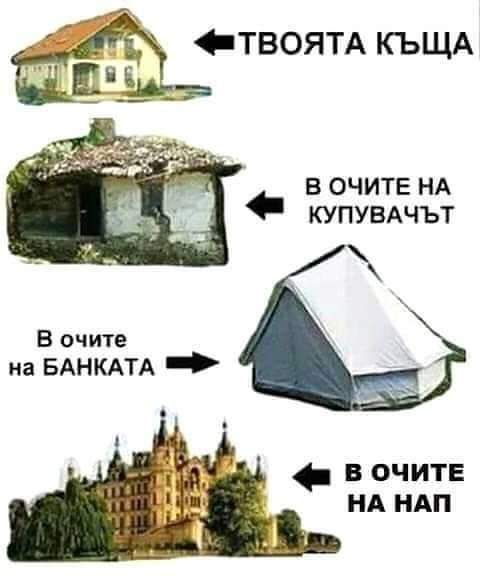 ТВОЯТА КЪЩА
В ОЧИТЕ НА
КУПУВАЧЪТ
В очите
на БАНКАТА
В ОЧИТЕ
НА НАП